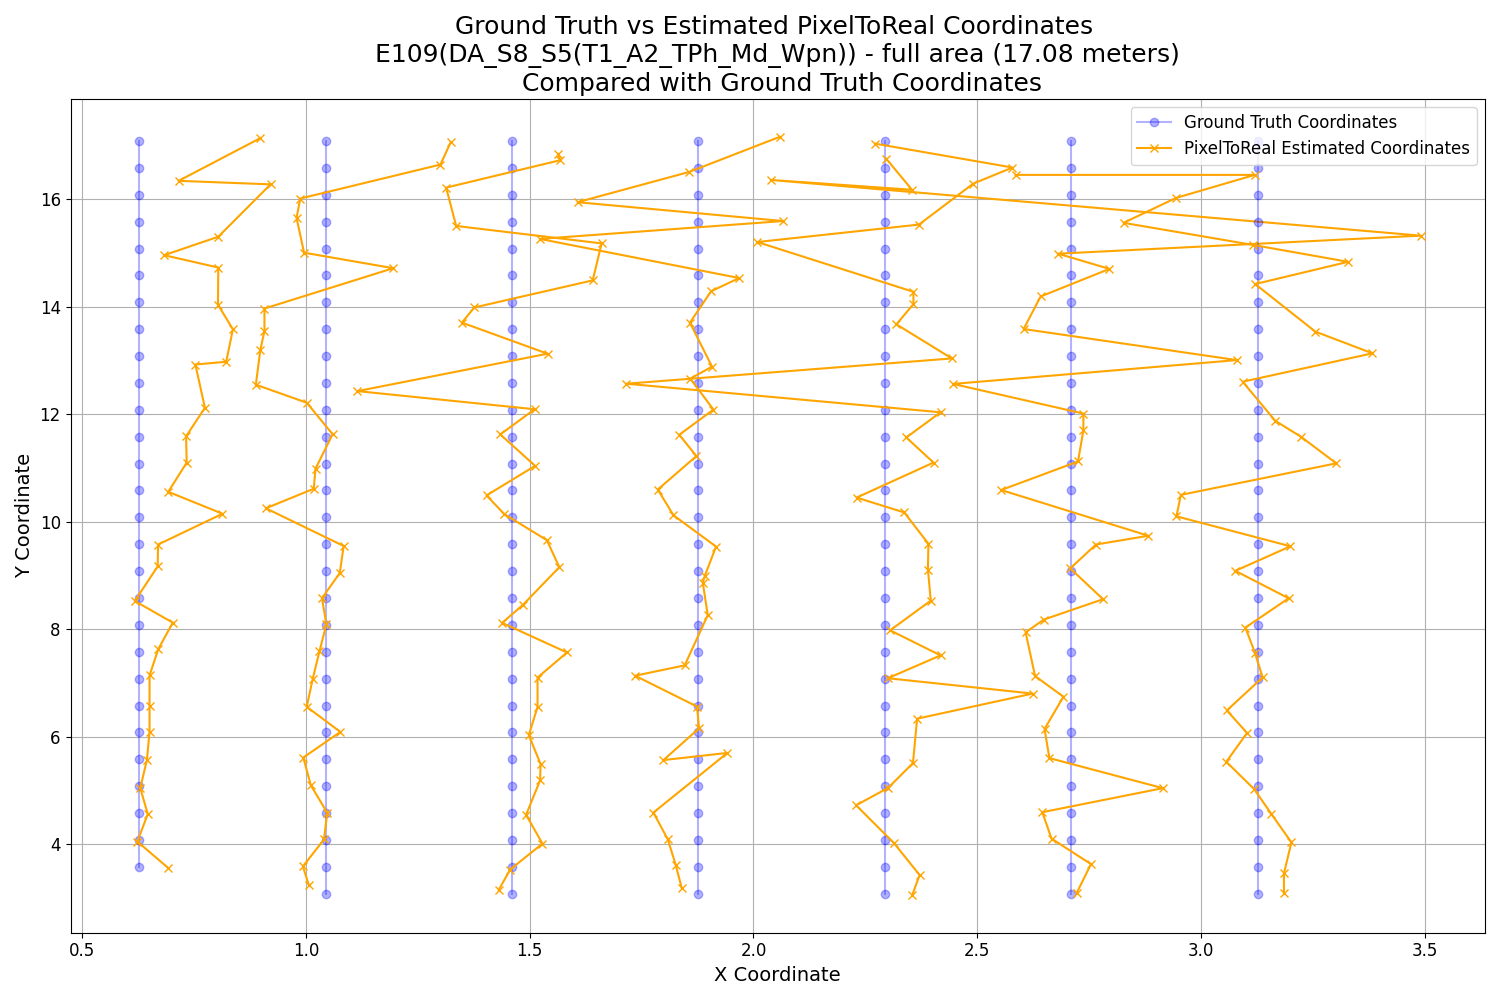 Ground Truth vs Estimated PixelToReal Coordinates
E109(DA_S8_S5(T1_A2_TPh_Md_Wpn)) - full area (17.08 meters)
Compared with Ground Truth Coordinates
Ground Truth Coordinates
PixelToReal Estimated Coordinates
Y Coordinate
16
14
12
10
8
6
4
0.5 1.0 1.5 2.0 2.5 3.0 3.5
X Coordinate